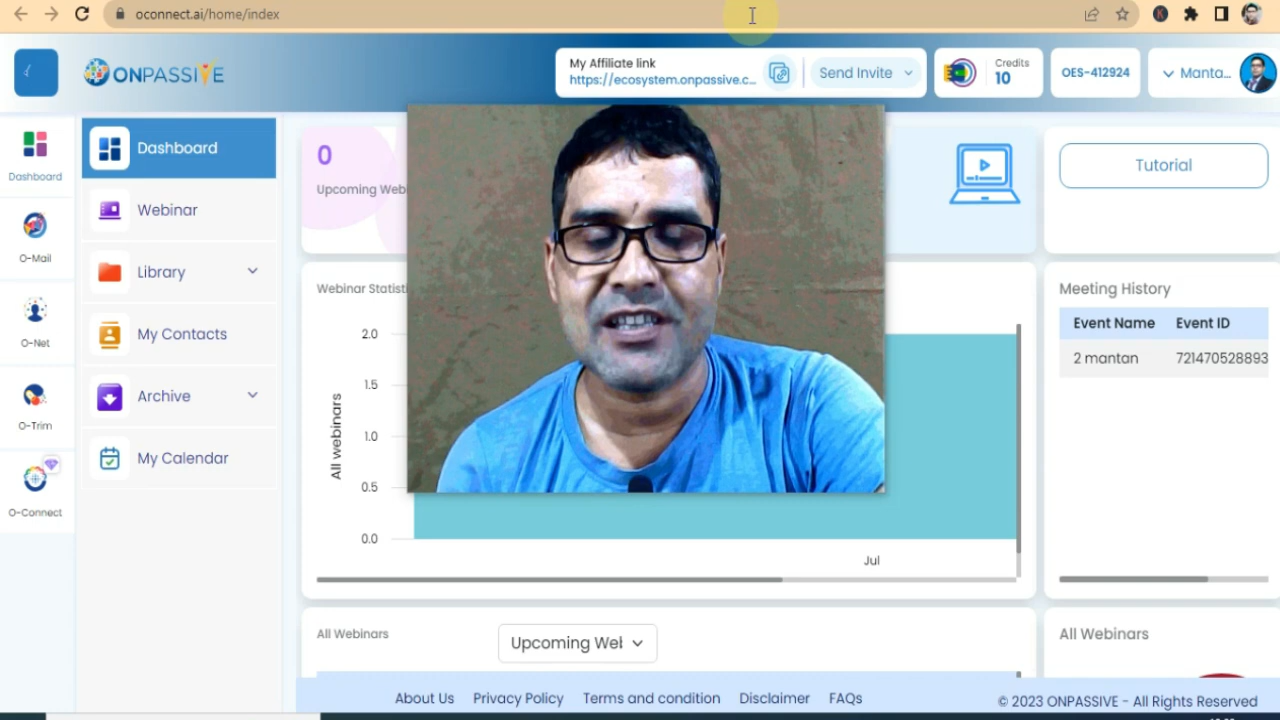 oconnect.ai/home/index
ONPASSIVE
My Affiliate link
https://ecosystem.onpassive.c...
Send Invite
Credits
10
OES-412924
Manta...
Dashboard
O-Mail
O-Net
O-Trim
O-Connect
Dashboard
Webinar
Library
My Contacts
Archive
My Calendar
0
Upcoming Web
Tutorial
Webinar Statisti
All webinars
2.0
1.5
1.0
0.5
0.0
Jul
Meeting History
Event Name Event ID
2 mantan 721470528893
All Webinars
Upcoming Wel
All Webinars
About Us Privacy Policy Terms and condition Disclaimer FAQs
© 2023 ONPASSIVE - All Rights Reserved